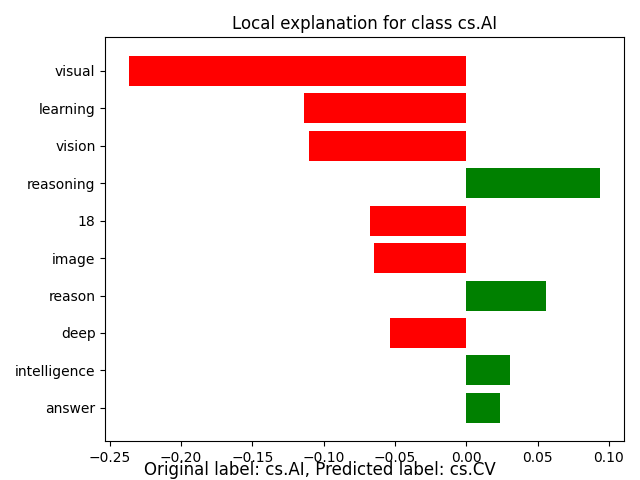 Local explanation for class cs.AI
visual
learning
vision
reasoning
18
image
reason
deep
intelligence
answer
−0.25 −0.20 −0.15 −0.10 −0.05 0.00 0.05 0.10
Original label: cs.AI, Predicted label: cs.CV